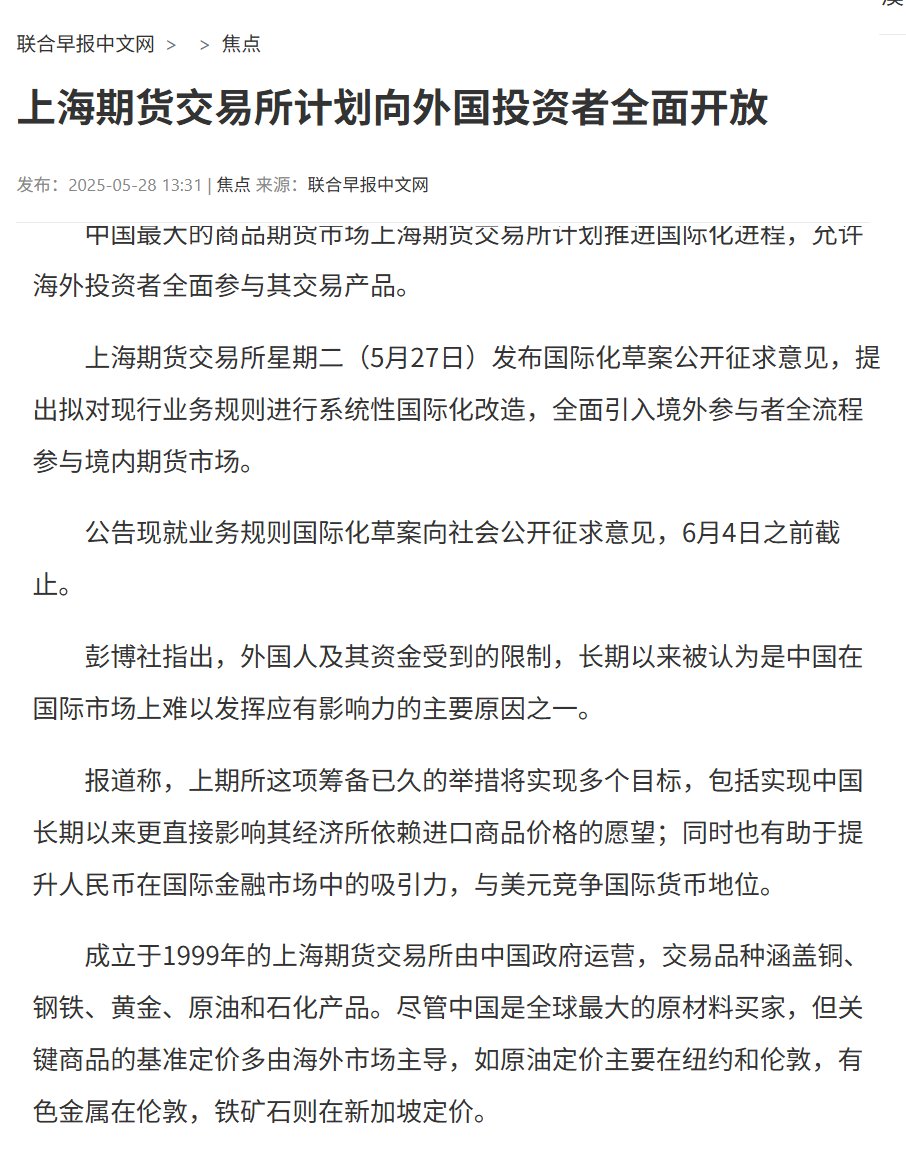 联合早报中文网 > > 焦点
上海期货交易所计划向外国投资者全面开放
发布：2025-05-28 13:31 | 焦点 来源：联合早报中文网
中国最大的商品期货市场上海期货交易所计划推进国际化进程，允许
海外投资者全面参与其交易产品。
上海期货交易所星期二（5月27日）发布国际化草案公开征求意见，提
出拟对现行业务规则进行系统性国际化改造，全面引入境外参与者全流程
参与境内期货市场。
公告现就业务规则国际化草案向社会公开征求意见，6月4日之前截
止。
彭博社指出，外国人及其资金受到的限制，长期以来被认为是中国在
国际市场上难以发挥应有影响力的主要原因之一。
报道称，上期所这项筹备已久的举措将实现多个目标，包括实现中国
长期以来更直接影响其经济所依赖进口商品价格的愿望；同时也有助于提
升人民币在国际金融市场中的吸引力，与美元竞争国际货币地位。
成立于1999年的上海期货交易所由中国政府运营，交易品种涵盖铜、
钢铁、黄金、原油和石化产品。尽管中国是全球最大的原材料买家，但关
键商品的基准定价多由海外市场主导，如原油定价主要在纽约和伦敦，有
色金属在伦敦，铁矿石则在新加坡定价。